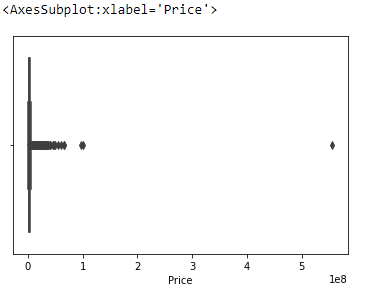 <AxesSubplot:xlabel='Price'>
0 1 2 3 4 5
1e8
Price